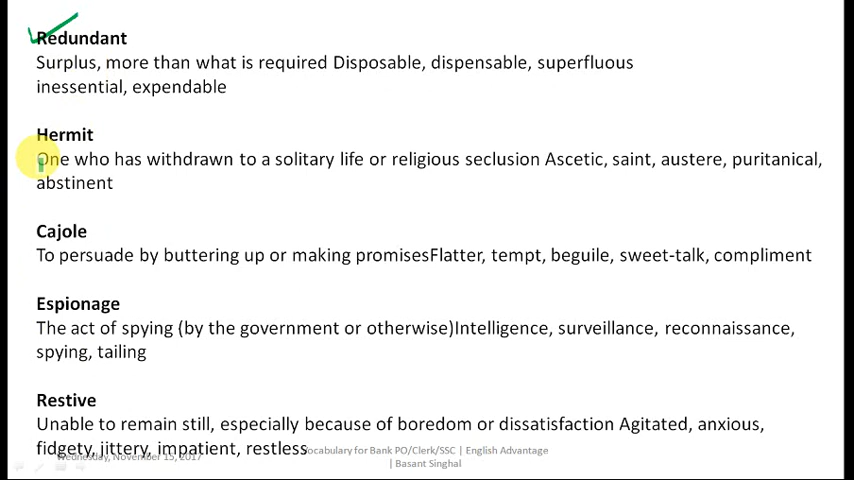 Redundant
Surplus, more than what is required Disposable, dispensable, superfluous
inessential, expendable
Hermit
One who has withdrawn to a solitary life or religious seclusion Ascetic, saint, austere, puritanical,
abstinent
Cajole
To persuade by buttering up or making promisesFlatter, tempt, beguile, sweet-talk, compliment
Espionage
The act of spying (by the government or otherwise)Intelligence, surveillance, reconnaissance,
spying, tailing
Restive
Unable to remain still, especially because of boredom or dissatisfaction Agitated, anxious,
fidgety, jittery, impatient, restless
Wednesday, November 15, 2017
Vocabulary for Bank PO/Clerk/SSC | English Advantage
| Basant Singhal